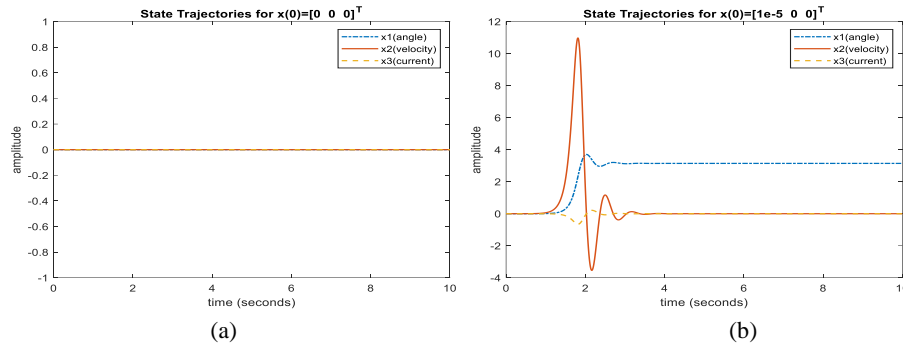 State Trajectories for x(0)=[0 0 0]^T
1
0.8
0.6
0.4
0.2
0
-0.2
-0.4
-0.6
-0.8
-1
amplitude
x1(angle)
x2(velocity)
x3(current)
0 2 4 6 8 10
time (seconds)
(a)
State Trajectories for x(0)=[1e-5 0 0]^T
12
10
8
6
4
2
0
-2
-4
amplitude
x1(angle)
x2(velocity)
x3(current)
0 2 4 6 8 10
time (seconds)
(b)